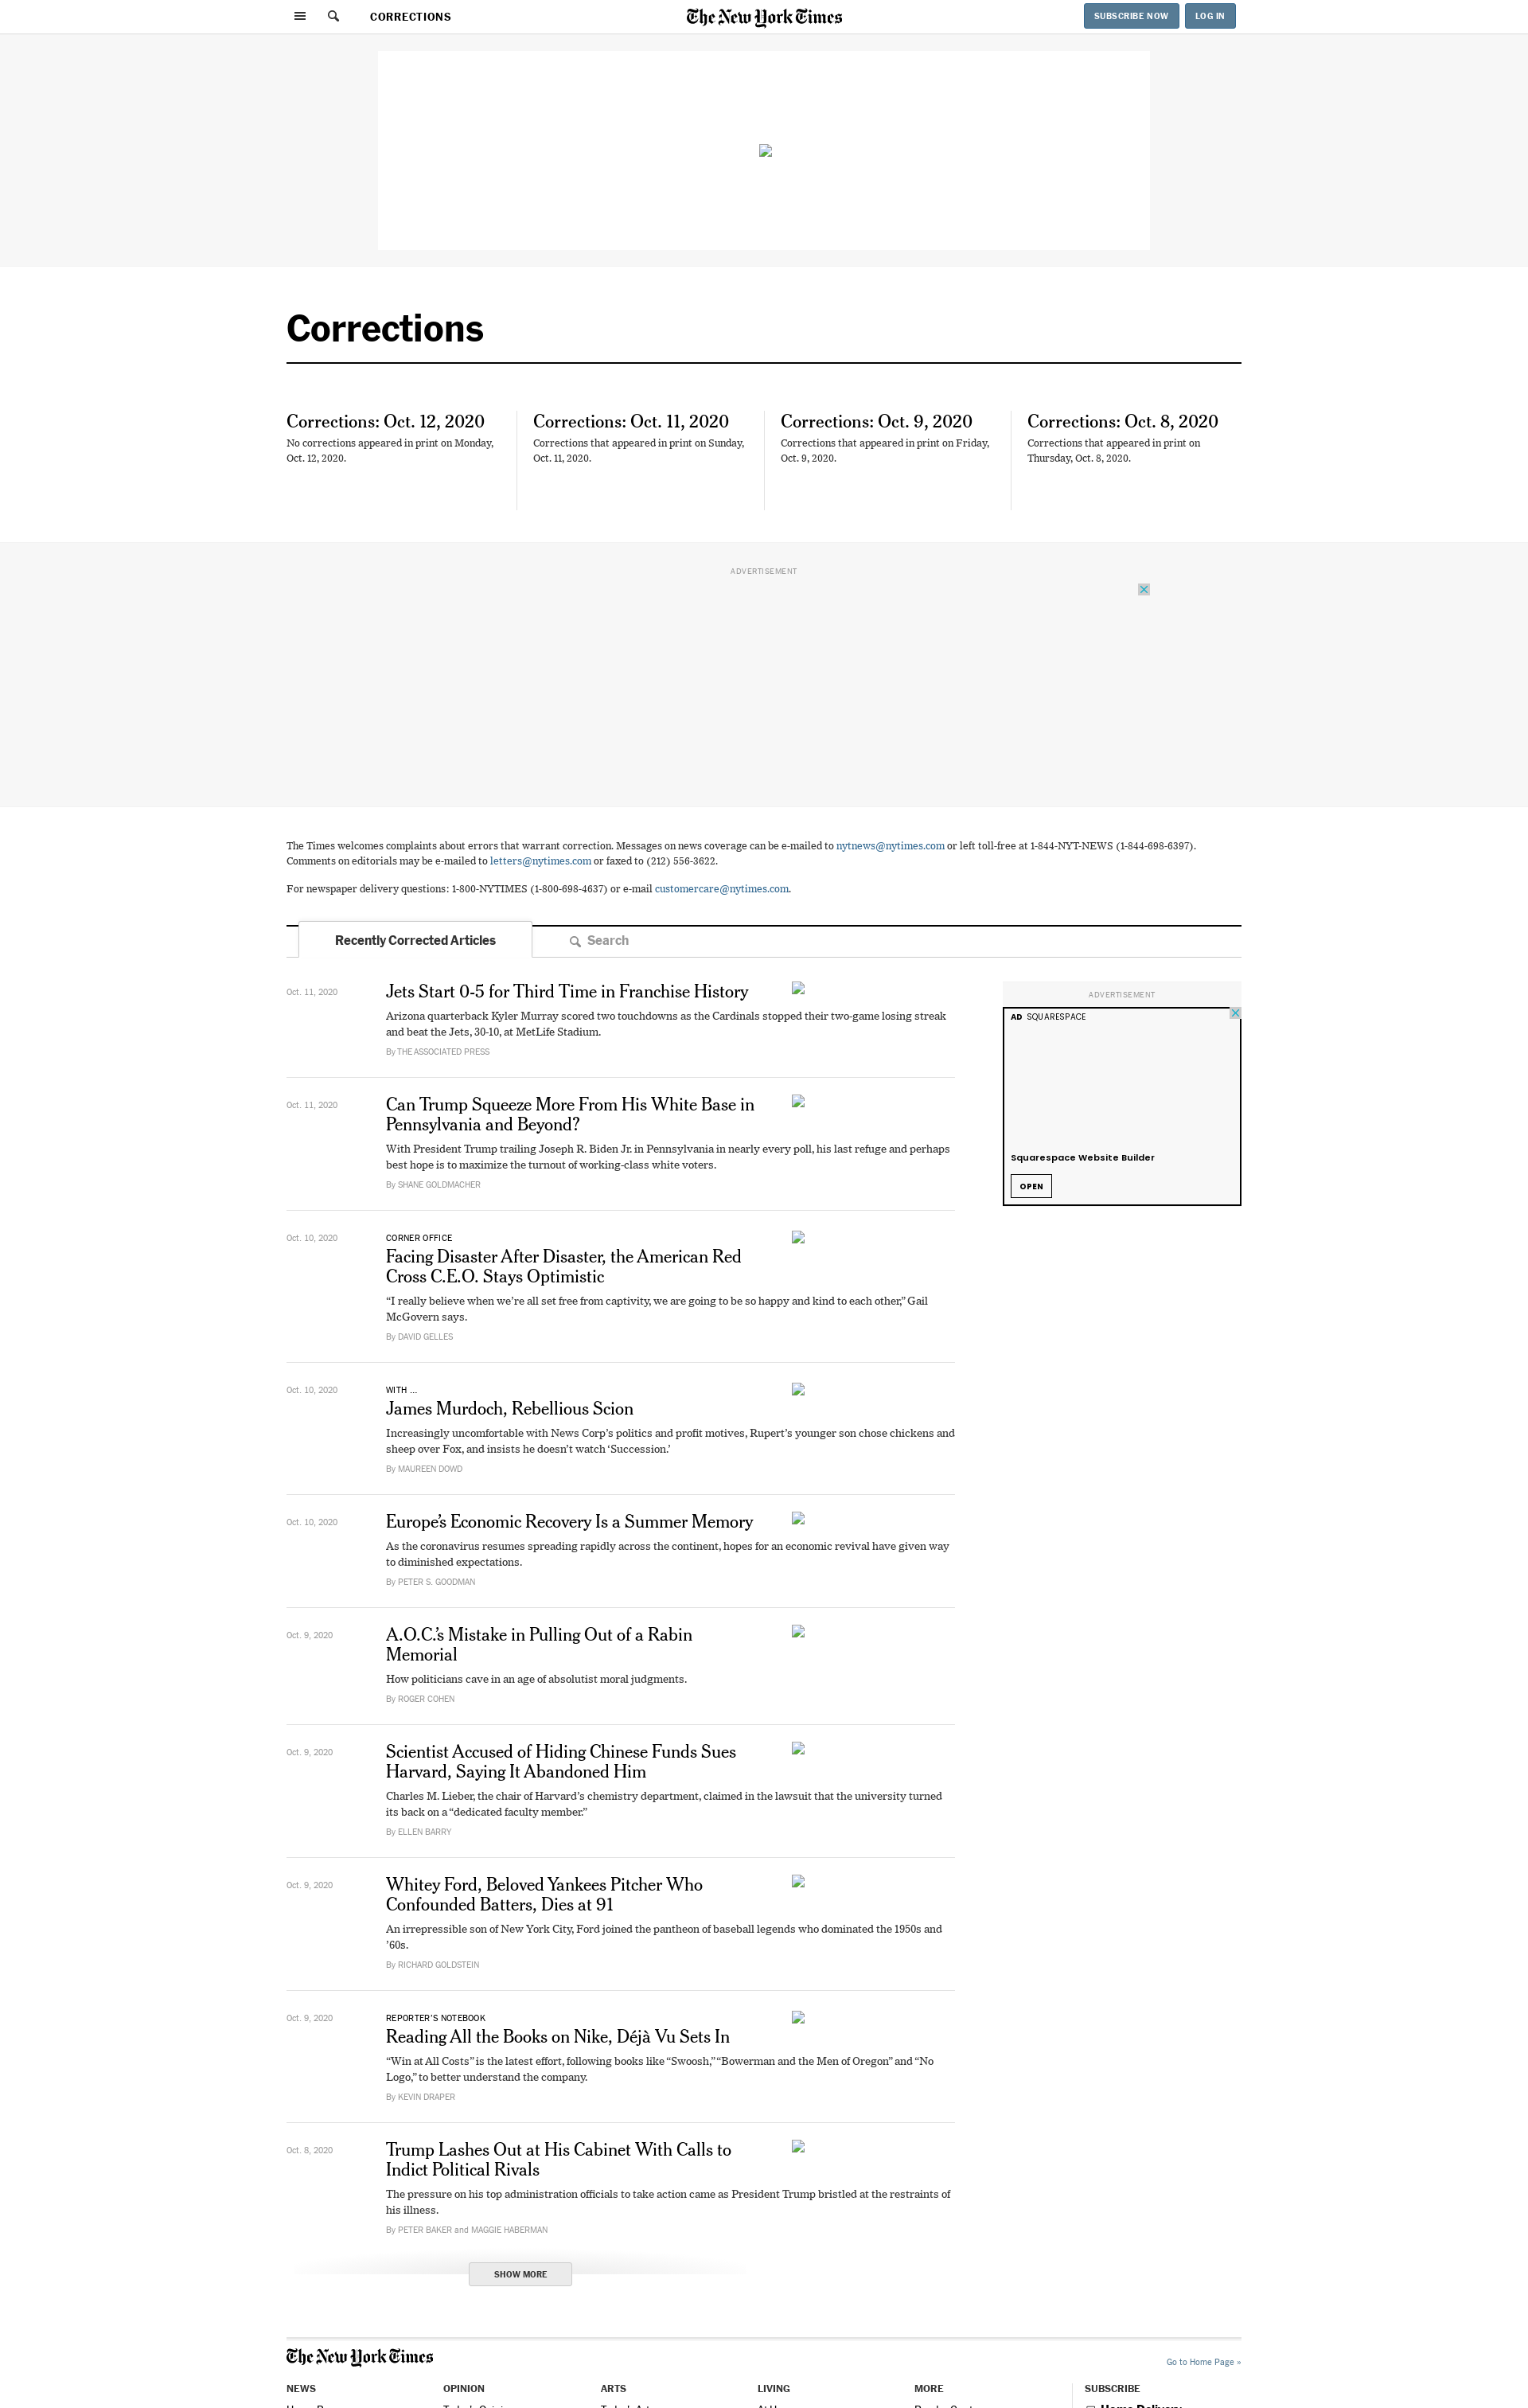 CORRECTIONS
The New York Times
SUBSCRIBE NOW
LOG IN
Corrections
Corrections: Oct. 12, 2020
No corrections appeared in print on Monday,
Oct. 12, 2020.
Corrections: Oct. 11, 2020
Corrections that appeared in print on Sunday,
Oct. 11, 2020.
Corrections: Oct. 9, 2020
Corrections that appeared in print on Friday,
Oct. 9, 2020.
Corrections: Oct. 8, 2020
Corrections that appeared in print on
Thursday, Oct. 8, 2020.
ADVERTISEMENT
The Times welcomes complaints about errors that warrant correction. Messages on news coverage can be e-mailed to nytnews@nytimes.com or left toll-free at 1-844-NYT-NEWS (1-844-698-6397).
Comments on editorials may be e-mailed to letters@nytimes.com or faxed to (212) 556-3622.
For newspaper delivery questions: 1-800-NYTIMES (1-800-698-4637) or e-mail customercare@nytimes.com.
Recently Corrected Articles
Search
Oct. 11, 2020
Jets Start 0-5 for Third Time in Franchise History
Arizona quarterback Kyler Murray scored two touchdowns as the Cardinals stopped their two-game losing streak
and beat the Jets, 30-10, at MetLife Stadium.
By THE ASSOCIATED PRESS
Oct. 11, 2020
Can Trump Squeeze More From His White Base in
Pennsylvania and Beyond?
With President Trump trailing Joseph R. Biden Jr. in Pennsylvania in nearly every poll, his last refuge and perhaps
best hope is to maximize the turnout of working-class white voters.
By SHANE GOLDMACHER
Oct. 10, 2020
CORNER OFFICE
Facing Disaster After Disaster, the American Red
Cross C.E.O. Stays Optimistic
“I really believe when we’re all set free from captivity, we are going to be so happy and kind to each other,” Gail
McGovern says.
By DAVID GELLES
Oct. 10, 2020
WITH ...
James Murdoch, Rebellious Scion
Increasingly uncomfortable with News Corp’s politics and profit motives, Rupert’s younger son chose chickens and
sheep over Fox, and insists he doesn’t watch ‘Succession.’
By MAUREEN DOWD
Oct. 10, 2020
Europe’s Economic Recovery Is a Summer Memory
As the coronavirus resumes spreading rapidly across the continent, hopes for an economic revival have given way
to diminished expectations.
By PETER S. GOODMAN
Oct. 9, 2020
A.O.C.’s Mistake in Pulling Out of a Rabin
Memorial
How politicians cave in an age of absolutist moral judgments.
By ROGER COHEN
Oct. 9, 2020
Scientist Accused of Hiding Chinese Funds Sues
Harvard, Saying It Abandoned Him
Charles M. Lieber, the chair of Harvard’s chemistry department, claimed in the lawsuit that the university turned
its back on a “dedicated faculty member.”
By ELLEN BARRY
Oct. 9, 2020
Whitey Ford, Beloved Yankees Pitcher Who
Confounded Batters, Dies at 91
An irrepressible son of New York City, Ford joined the pantheon of baseball legends who dominated the 1950s and
’60s.
By RICHARD GOLDSTEIN
Oct. 9, 2020
REPORTER’S NOTEBOOK
Reading All the Books on Nike, Déjà Vu Sets In
“Win at All Costs” is the latest effort, following books like “Swoosh,” “Bowerman and the Men of Oregon” and “No
Logo,” to better understand the company.
By KEVIN DRAPER
Oct. 8, 2020
Trump Lashes Out at His Cabinet With Calls to
Indict Political Rivals
The pressure on his top administration officials to take action came as President Trump bristled at the restraints of
his illness.
By PETER BAKER and MAGGIE HABERMAN
SHOW MORE
ADVERTISEMENT
AD SQUARESPACE
Squarespace Website Builder
OPEN
The New York Times
Go to Home Page »
NEWS
OPINION
ARTS
LIVING
MORE
SUBSCRIBE